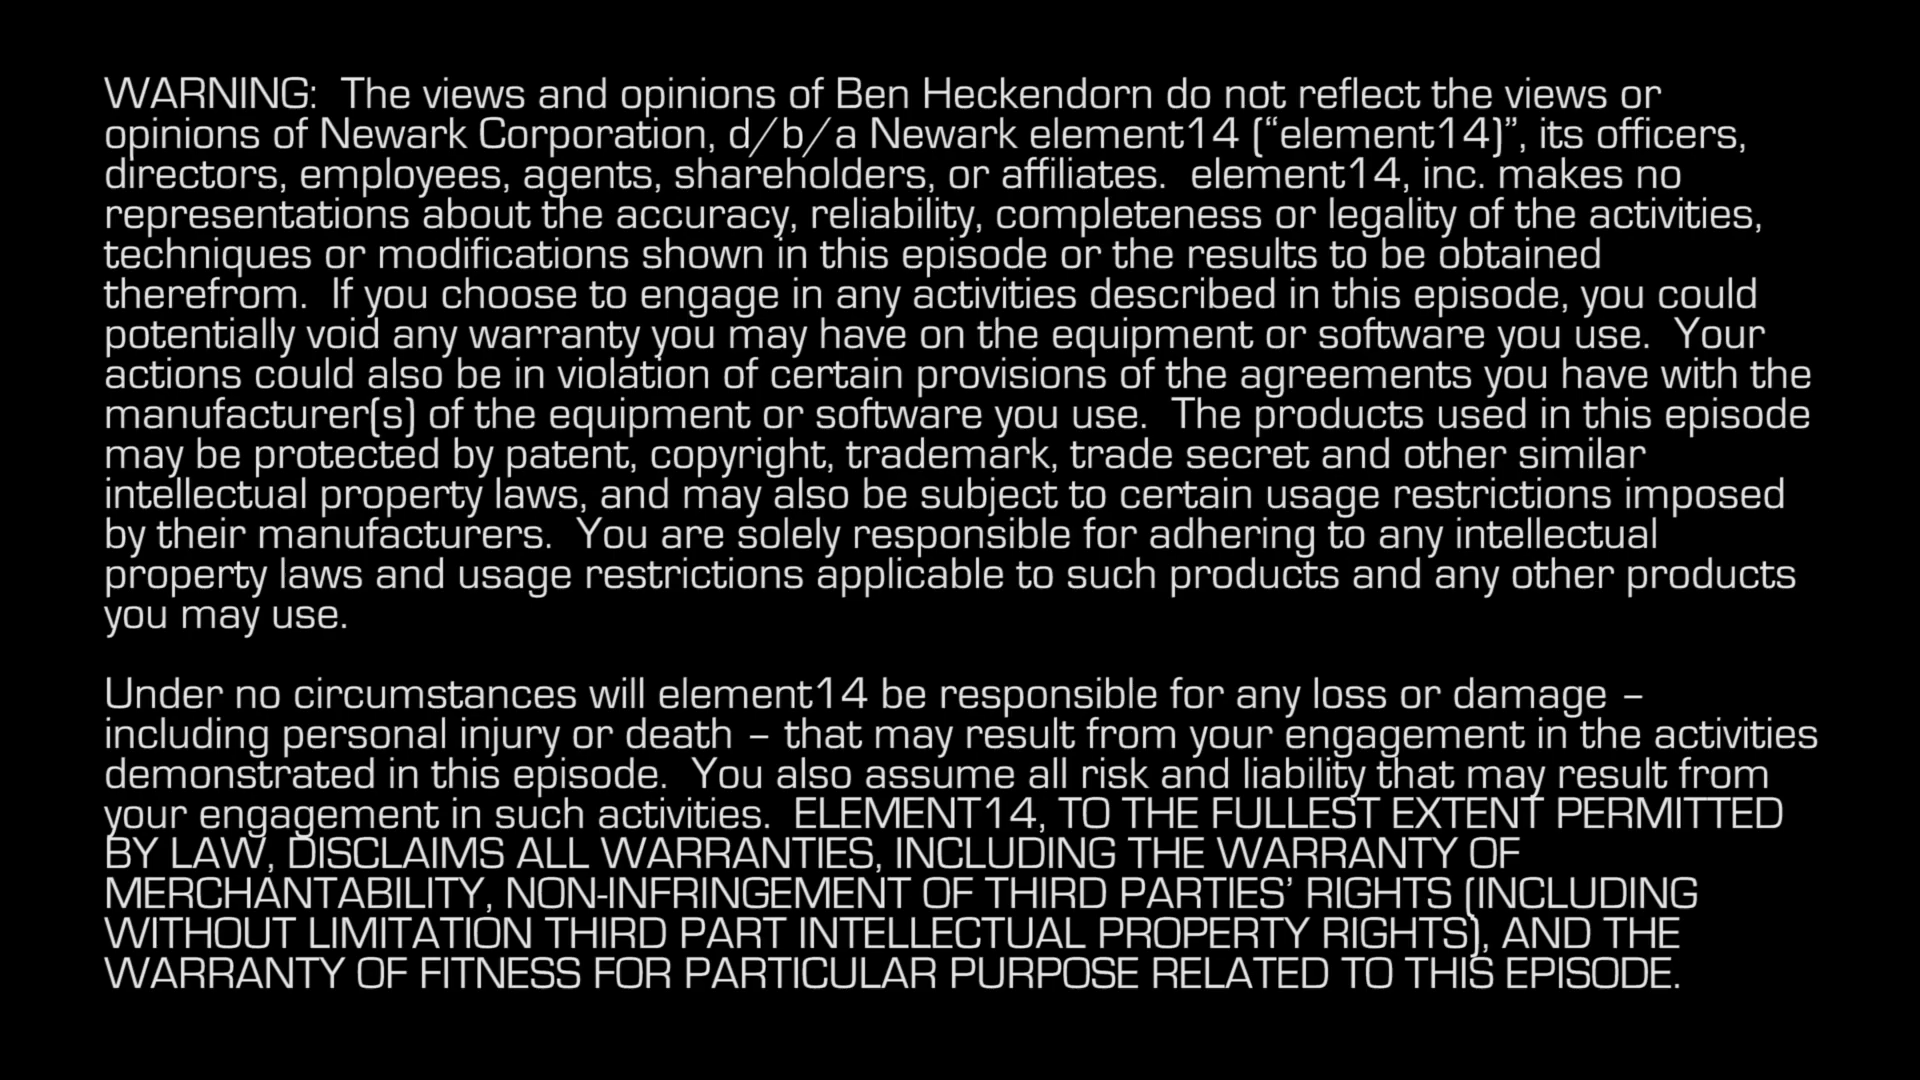 WARNING:  The views and opinions of Ben Heckendorn do not reflect the views or
opinions of Newark Corporation, d/b/a Newark element14 (“element14)”, its officers,
directors, employees, agents, shareholders, or affiliates.  element14, inc. makes no
representations about the accuracy, reliability, completeness or legality of the activities,
techniques or modifications shown in this episode or the results to be obtained
therefrom.  If you choose to engage in any activities described in this episode, you could
potentially void any warranty you may have on the equipment or software you use.  Your
actions could also be in violation of certain provisions of the agreements you have with the
manufacturer(s) of the equipment or software you use.  The products used in this episode
may be protected by patent, copyright, trademark, trade secret and other similar
intellectual property laws, and may also be subject to certain usage restrictions imposed
by their manufacturers.  You are solely responsible for adhering to any intellectual
property laws and usage restrictions applicable to such products and any other products
you may use.
Under no circumstances will element14 be responsible for any loss or damage –
including personal injury or death – that may result from your engagement in the activities
demonstrated in this episode.  You also assume all risk and liability that may result from
your engagement in such activities.  ELEMENT14, TO THE FULLEST EXTENT PERMITTED
BY LAW, DISCLAIMS ALL WARRANTIES, INCLUDING THE WARRANTY OF
MERCHANTABILITY, NON-INFRINGEMENT OF THIRD PARTIES’ RIGHTS (INCLUDING
WITHOUT LIMITATION THIRD PART INTELLECTUAL PROPERTY RIGHTS), AND THE
WARRANTY OF FITNESS FOR PARTICULAR PURPOSE RELATED TO THIS EPISODE.